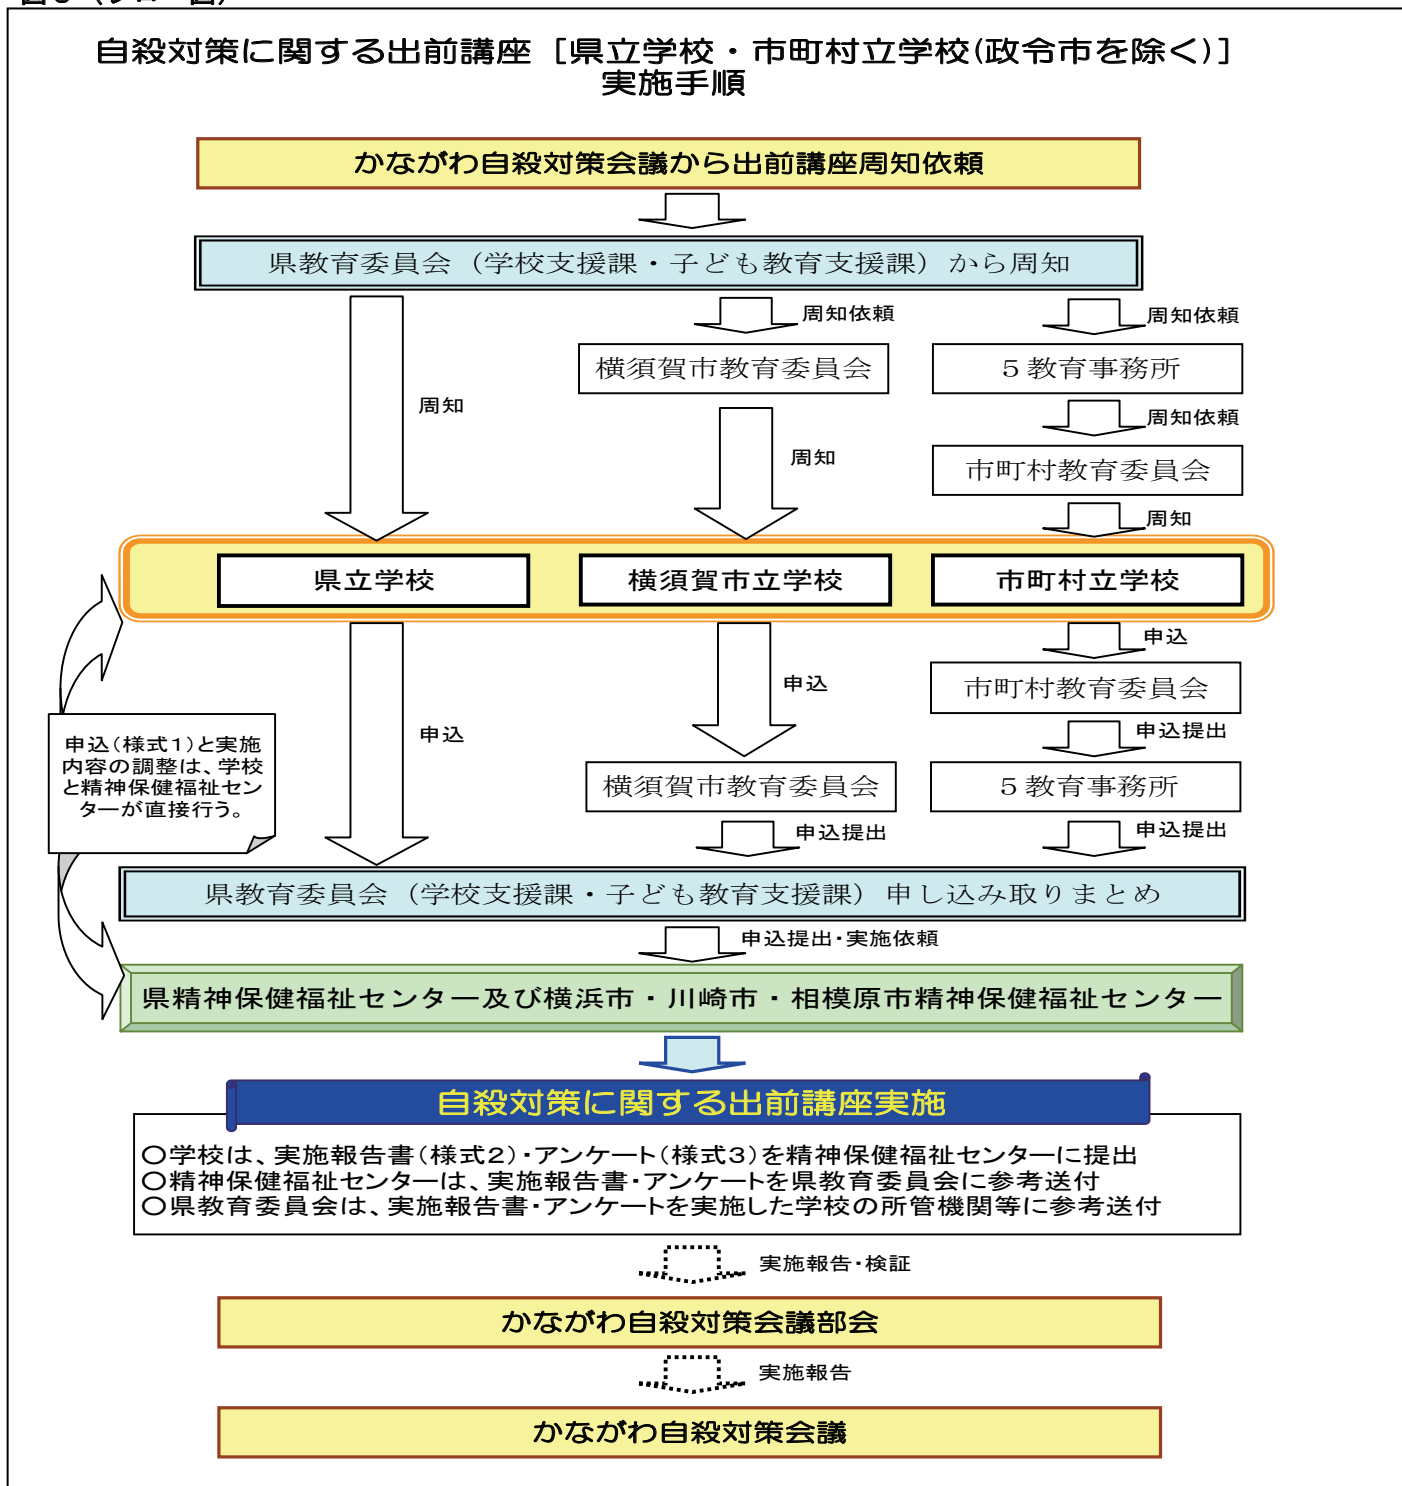 自殺対策に関する出前講座［県立学校・市町村立学校(政令市を除く)］
実施手順
かながわ自殺対策会議から出前講座周知依頼
県教育委員会（学校支援課・子ども教育支援課）から周知
周知依頼
周知依頼
横須賀市教育委員会
５教育事務所
周知
周知依頼
周知
市町村教育委員会
周知
県立学校
横須賀市立学校
市町村立学校
申込
市町村教育委員会
申込
申込
申込提出
申込（様式１）と実施
内容の調整は、学校
と精神保健福祉セン
ターが直接行う。
横須賀市教育委員会
５教育事務所
申込提出
申込提出
県教育委員会（学校支援課・子ども教育支援課）申し込み取りまとめ
申込提出・実施依頼
県精神保健福祉センター及び横浜市・川崎市・相模原市精神保健福祉センター
自殺対策に関する出前講座実施
○学校は、実施報告書（様式２）・アンケート（様式３）を精神保健福祉センターに提出
○精神保健福祉センターは、実施報告書・アンケートを県教育委員会に参考送付
○県教育委員会は、実施報告書・アンケートを実施した学校の所管機関等に参考送付
実施報告・検証
かながわ自殺対策会議部会
実施報告
かながわ自殺対策会議